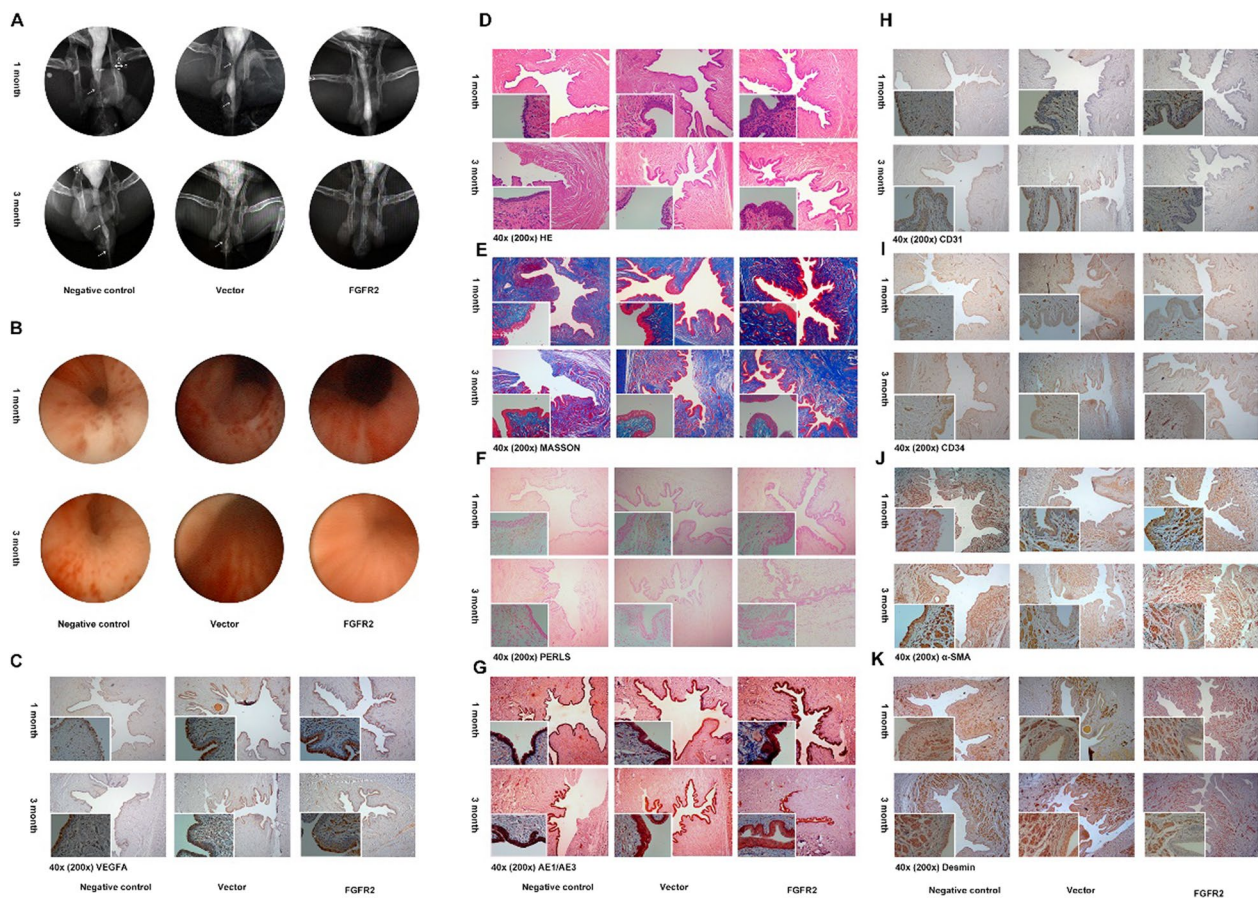 A
1 month
3 month
Negative control
Vector
FGFR2
B
1 month
3 month
Negative control
Vector
FGFR2
C
1 month
3 month
40x (200x) VEGFA
Negative control
Vector
FGFR2
D
1 month
3 month
40x (200x) HE
E
1 month
3 month
40x (200x) MASSON
F
1 month
3 month
40x (200x) PERLS
G
1 month
3 month
40x (200x) AE1/AE3
Negative control
Vector
FGFR2
H
1 month
3 month
40x (200x) CD31
I
1 month
3 month
40x (200x) CD34
J
1 month
3 month
40x (200x) α-SMA
K
1 month
3 month
40x (200x) Desmin
Negative control
Vector
FGFR2